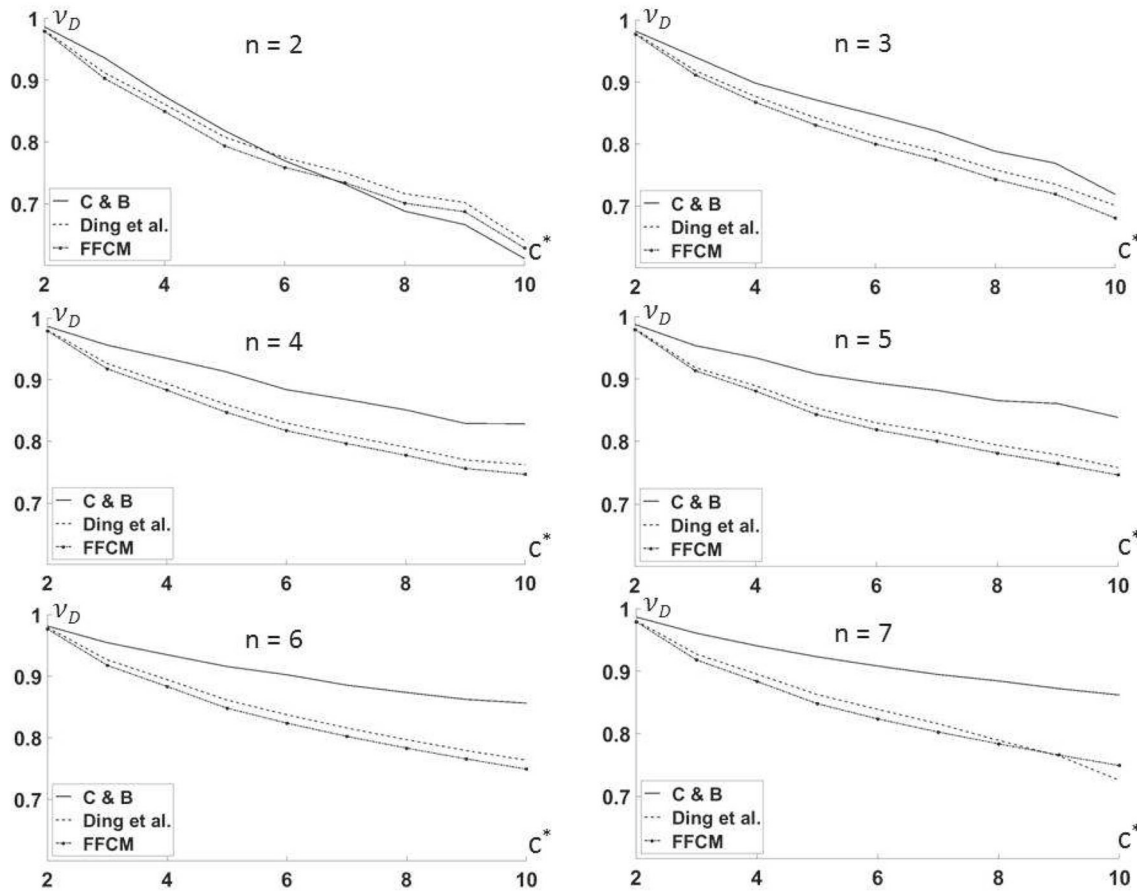 1 ν_D
n = 2
0.9
0.8
0.7
C & B
Ding et al.
FFCM
C*
2 4 6 8 10
1 ν_D
n = 3
0.9
0.8
0.7
C & B
Ding et al.
FFCM
C*
2 4 6 8 10
1 ν_D
n = 4
0.9
0.8
0.7
C & B
Ding et al.
FFCM
C*
2 4 6 8 10
1 ν_D
n = 5
0.9
0.8
0.7
C & B
Ding et al.
FFCM
C*
2 4 6 8 10
1 ν_D
n = 6
0.9
0.8
0.7
C & B
Ding et al.
FFCM
C*
2 4 6 8 10
1 ν_D
n = 7
0.9
0.8
0.7
C & B
Ding et al.
FFCM
C*
2 4 6 8 10